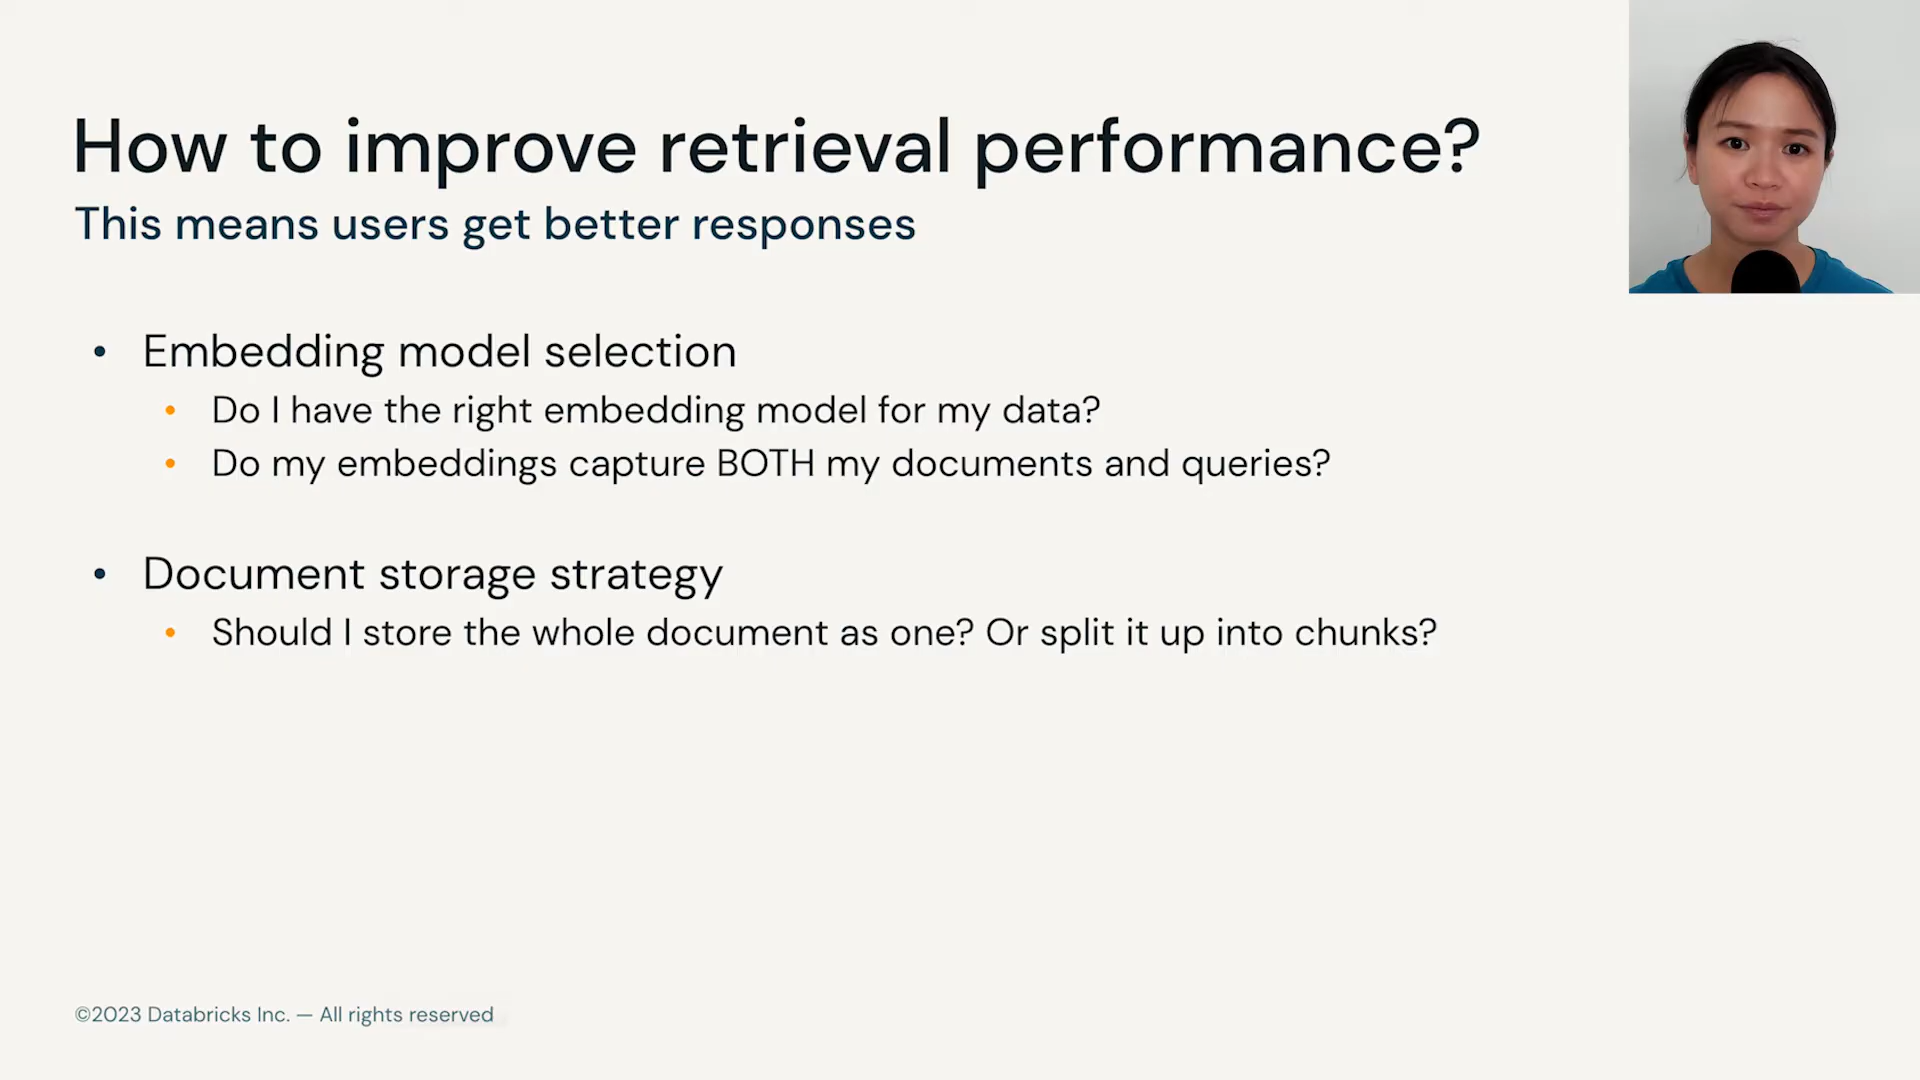 How to improve retrieval performance?
This means users get better responses
• Embedding model selection
• Do I have the right embedding model for my data?
• Do my embeddings capture BOTH my documents and queries?
• Document storage strategy
• Should I store the whole document as one? Or split it up into chunks?
©2023 Databricks Inc. — All rights reserved